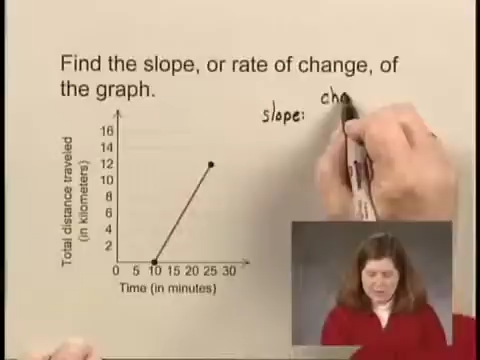 Find the slope, or rate of change, of
the graph.
cha
slope:
Total distance traveled
(in kilometers)
16
14
12
10
8
6
4
2
0 5 10 15 20 25 30
Time (in minutes)